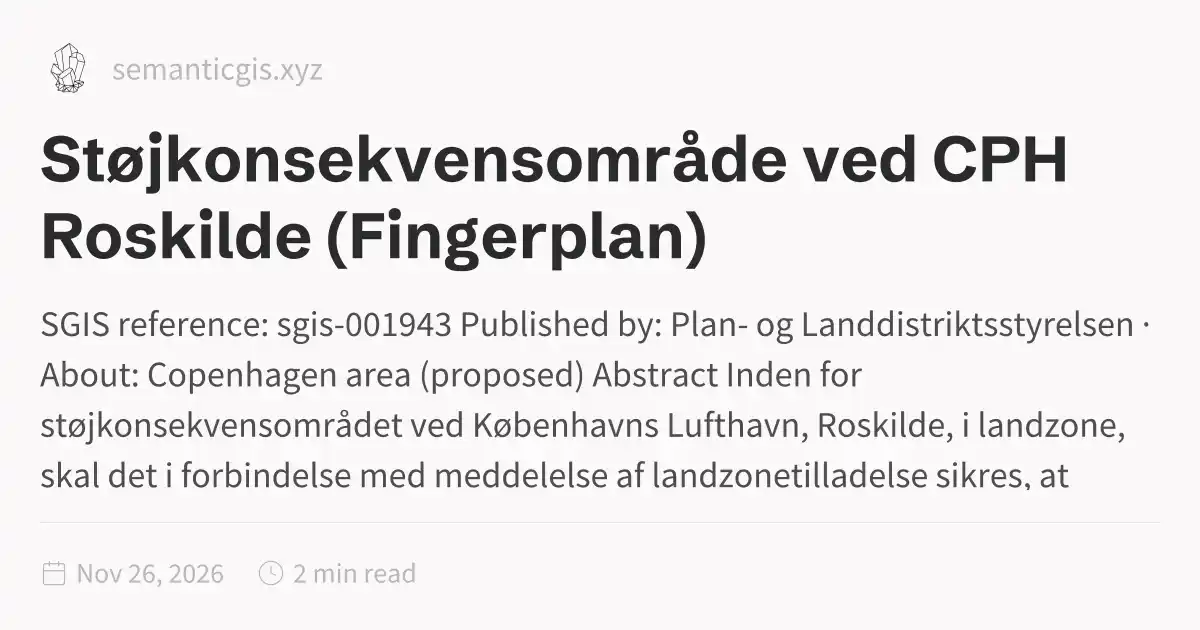 semanticgis.xyz
Støjkonsekvensområde ved CPH
Roskilde (Fingerplan)
SGIS reference: sgis-001943 Published by: Plan- og Landdistriktsstyrelsen ·
About: Copenhagen area (proposed) Abstract Inden for
støjkonsekvensområdet ved Københavns Lufthavn, Roskilde, i landzone,
skal det i forbindelse med meddelelse af landzonetilladelse sikres, at
Nov 26, 2026 2 min read